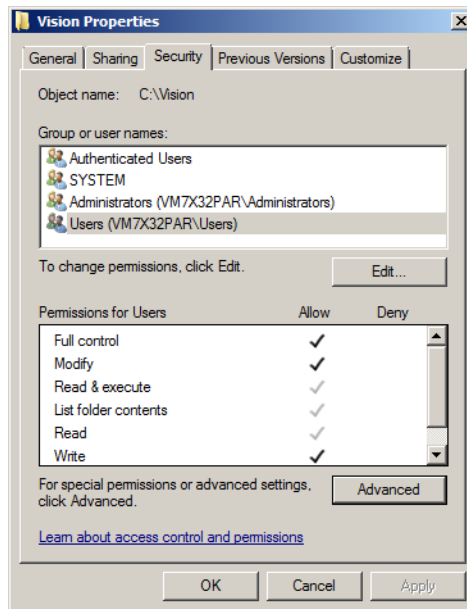 Vision Properties
General Sharing Security Previous Versions Customize
Object name: C:\Vision
Group or user names:
Authenticated Users
SYSTEM
Administrators (VM7X32PAR\Administrators)
Users (VM7X32PAR\Users)
To change permissions, click Edit.
Edit...
Permissions for Users Allow Deny
Full control
Modify
Read & execute
List folder contents
Read
Write
For special permissions or advanced settings,
click Advanced.
Advanced
Learn about access control and permissions
OK Cancel Apply